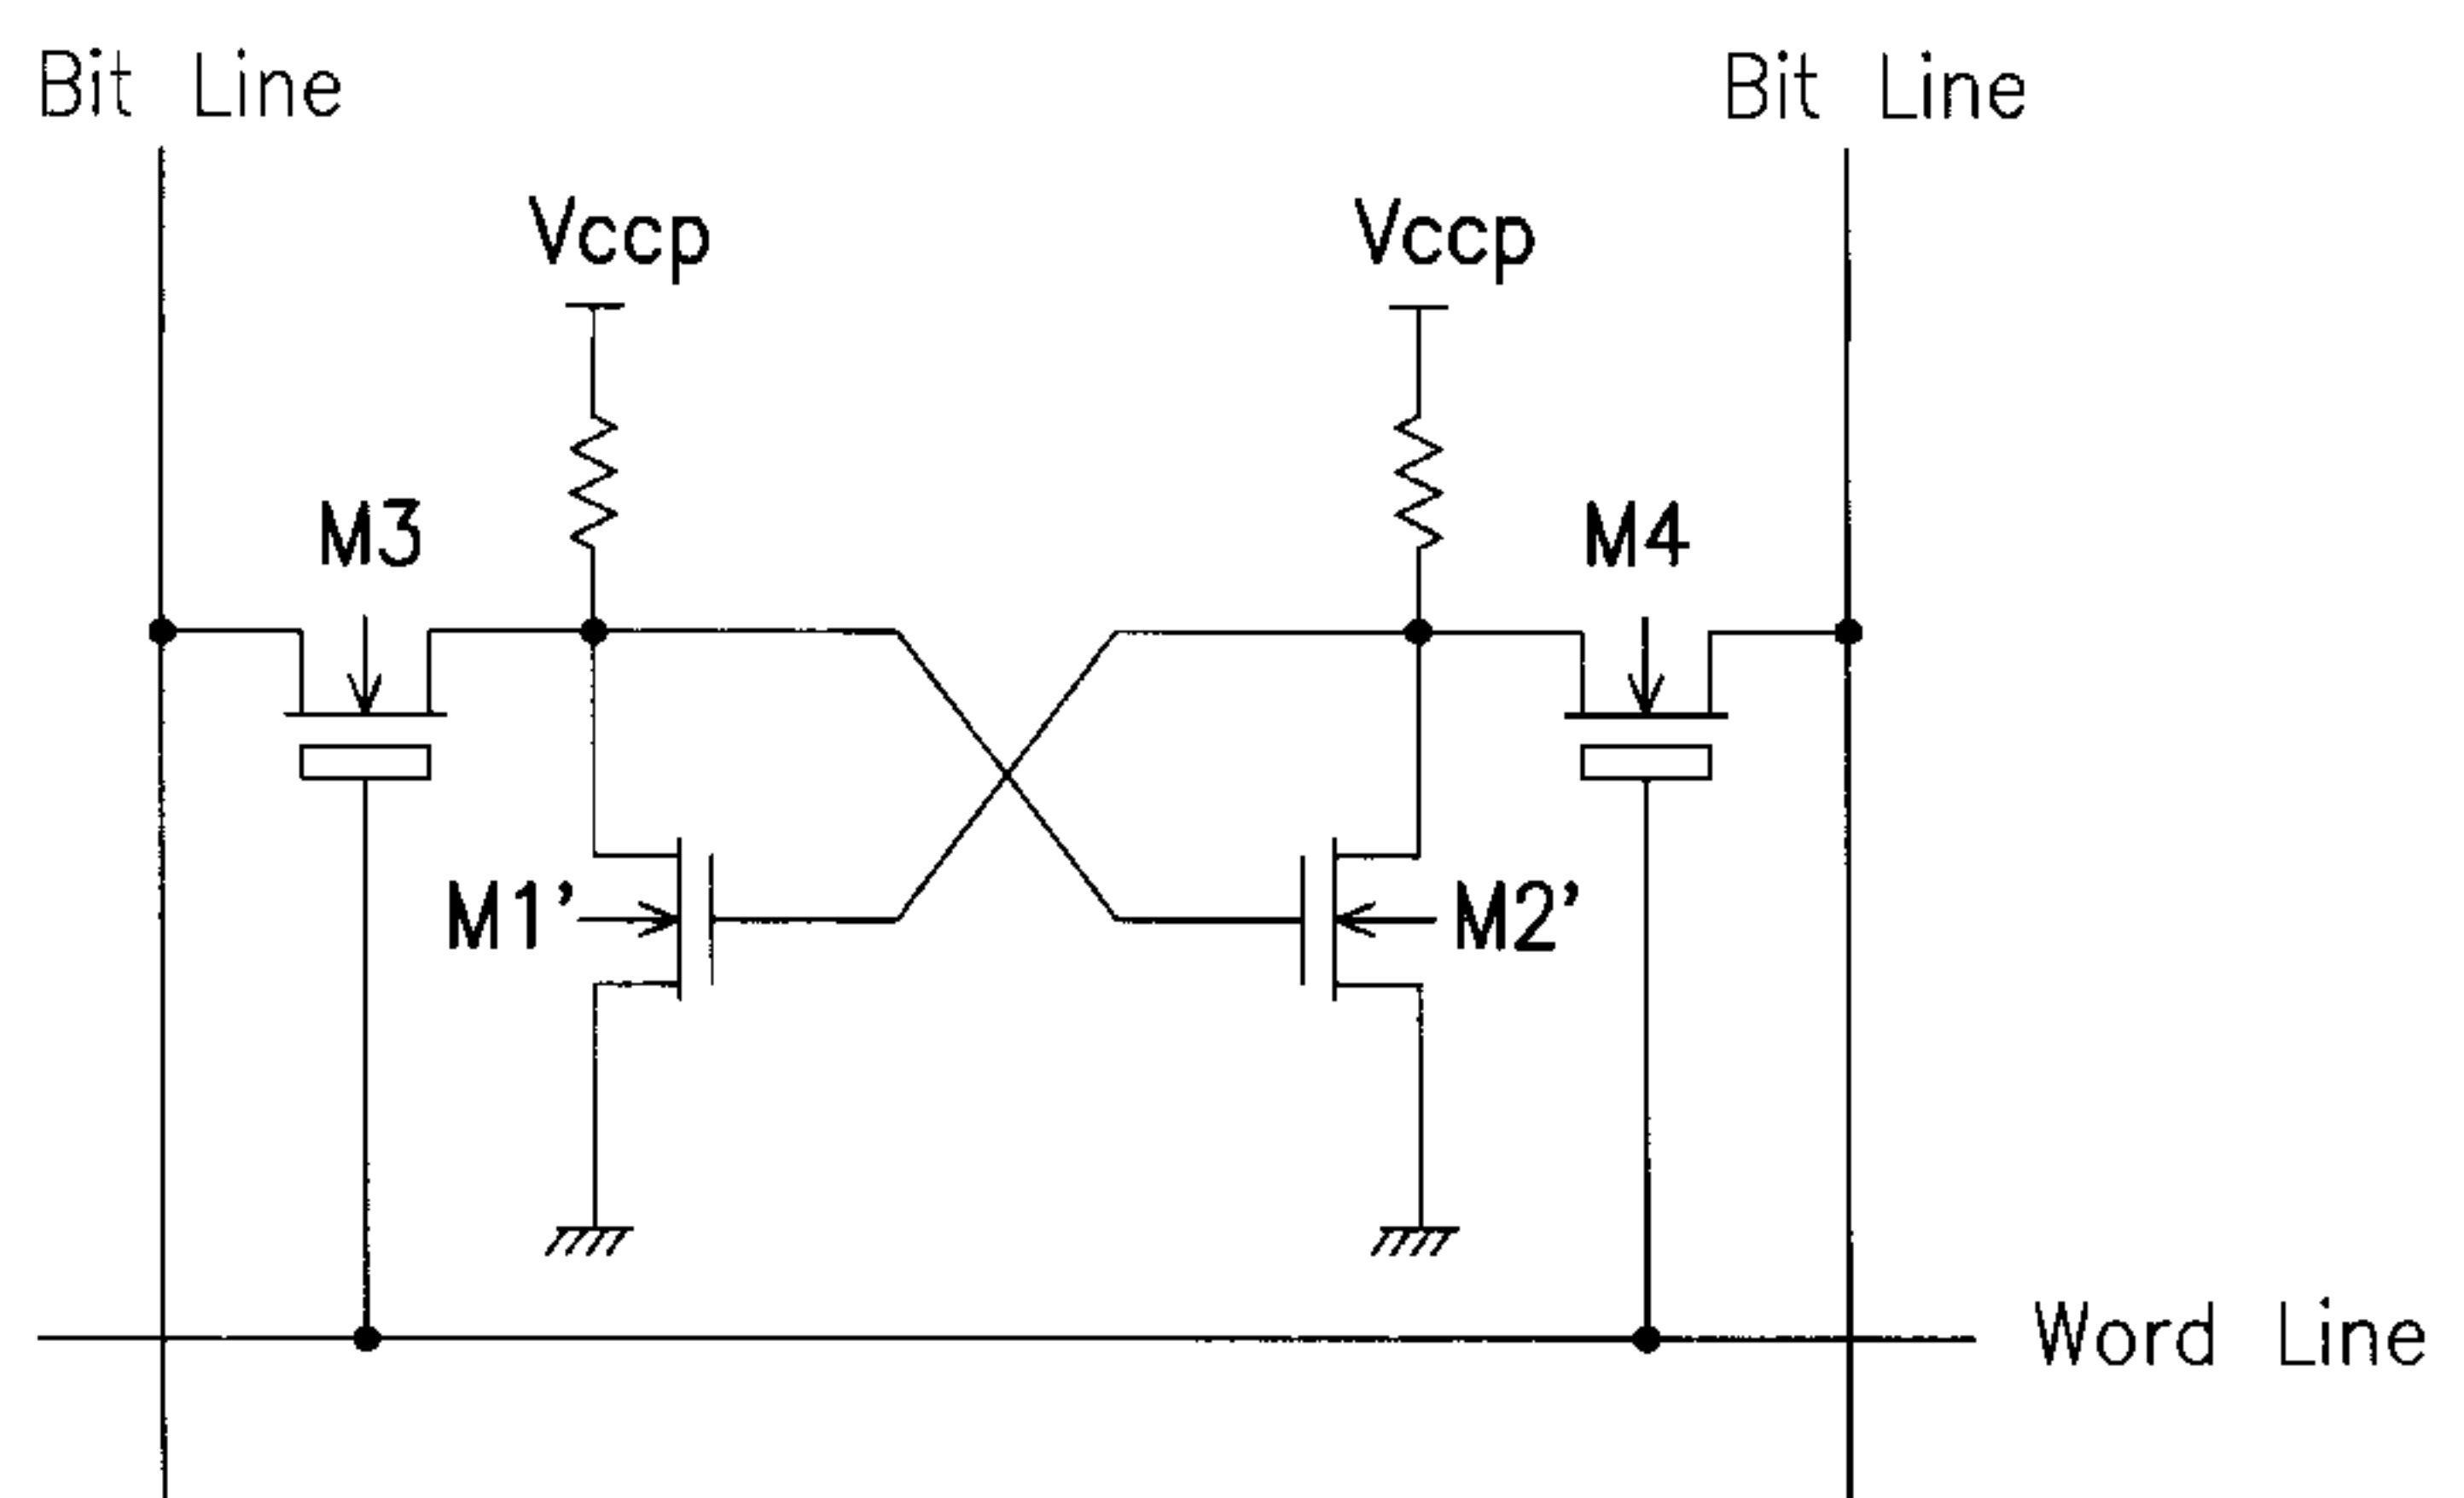 Bit Line
Bit Line
Vccp
Vccp
M3
M4
M1'
M2'
Word Line